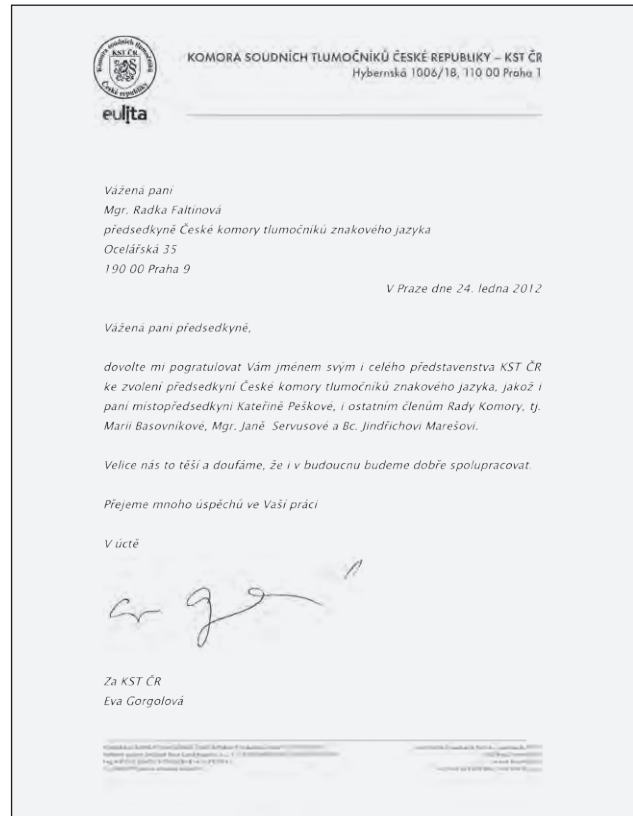 Komora soudních tlumočníků
KST ČR
České republiky
eulita
KOMORA SOUDNÍCH TLUMOČNÍKŮ ČESKÉ REPUBLIKY – KST ČR
Hybernská 1006/18, 110 00 Praha 1
Vážená paní
Mgr. Radka Faltínová
předsedkyně České komory tlumočníků znakového jazyka
Ocelářská 35
190 00 Praha 9
V Praze dne 24. ledna 2012
Vážená paní předsedkyně,
dovolte mi pogratulovat Vám jménem svým i celého představenstva KST ČR
ke zvolení předsedkyní České komory tlumočníků znakového jazyka, jakož i
paní místopředsedkyni Kateřině Peškové, i ostatním členům Rady Komory, tj.
Marii Basovníkové, Mgr. Janě Servusové a Bc. Jindřichovi Marešovi.
Velice nás to těší a doufáme, že i v budoucnu budeme dobře spolupracovat.
Přejeme mnoho úspěchů ve Vaší práci
V úctě
Za KST ČR
Eva Gorgolová